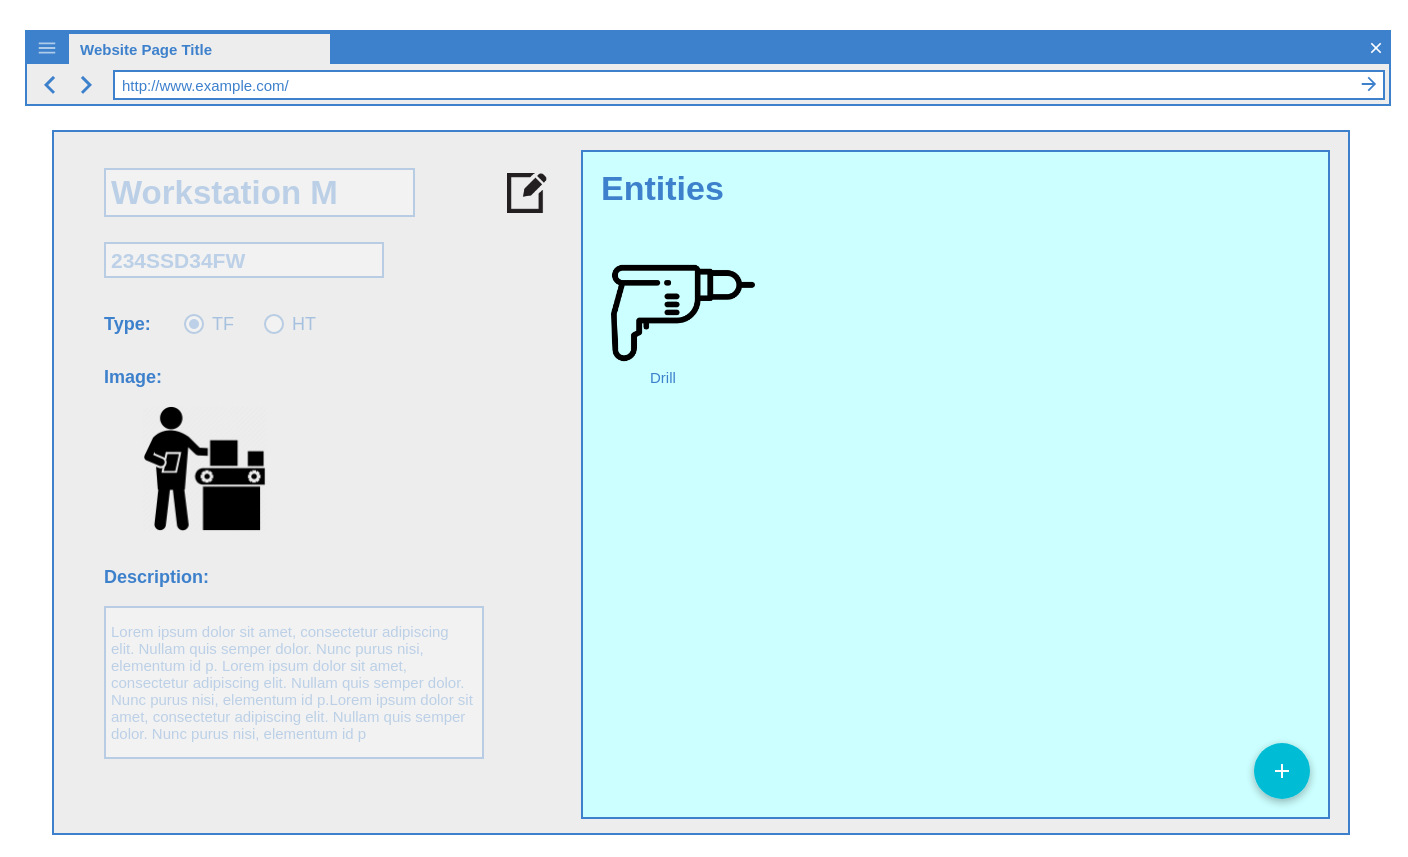 Website Page Title
http://www.example.com/
Workstation M
234SSD34FW
Type:
TF
HT
Image:
Description:
Lorem ipsum dolor sit amet, consectetur adipiscing
elit. Nullam quis semper dolor. Nunc purus nisi,
elementum id p. Lorem ipsum dolor sit amet,
consectetur adipiscing elit. Nullam quis semper dolor.
Nunc purus nisi, elementum id p.Lorem ipsum dolor sit
amet, consectetur adipiscing elit. Nullam quis semper
dolor. Nunc purus nisi, elementum id p
Entities
Drill